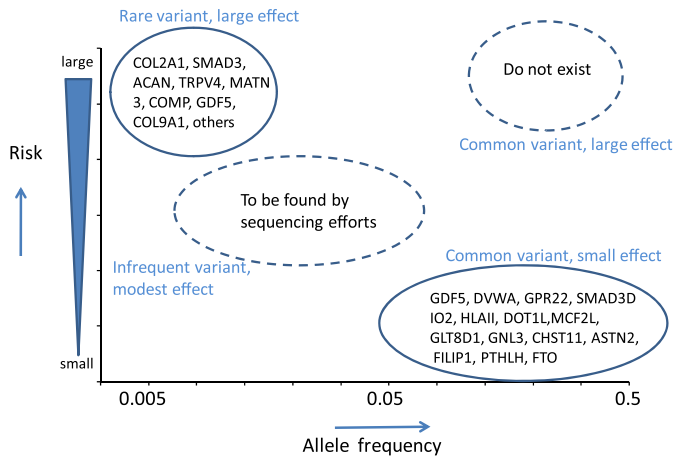 Rare variant, large effect
large
COL2A1, SMAD3,
ACAN, TRPV4, MATN
3, COMP, GDF5,
COL9A1, others
Do not exist
Common variant, large effect
Risk
To be found by
sequencing efforts
Infrequent variant,
modest effect
Common variant, small effect
GDF5, DVWA, GPR22, SMAD3D
IO2, HLAII, DOT1L,MCF2L,
GLT8D1, GNL3, CHST11, ASTN2,
FILIP1, PTHLH, FTO
small
0.005
0.05
0.5
Allele frequency